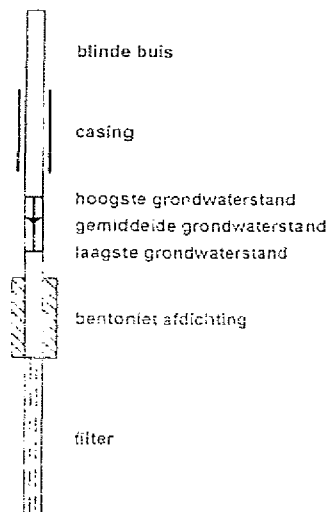 blinde buis
casing
hoogste grondwaterstand
gemiddelde grondwaterstand
laagste grondwaterstand
bentoniet afdichting
filter